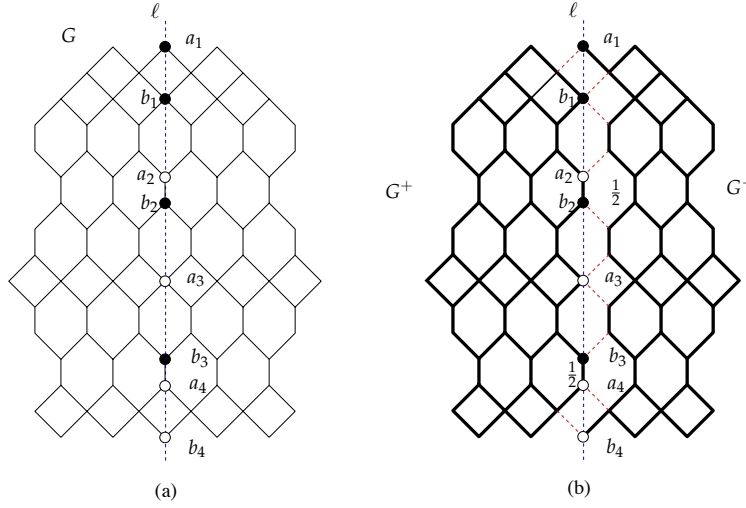 ℓ
G
a₁
b₁
a₂
b₂
a₃
b₃
a₄
b₄
(a)
ℓ
a₁
b₁
a₂
b₂
1/2
G⁺
G⁻
a₃
b₃
1/2
a₄
b₄
(b)